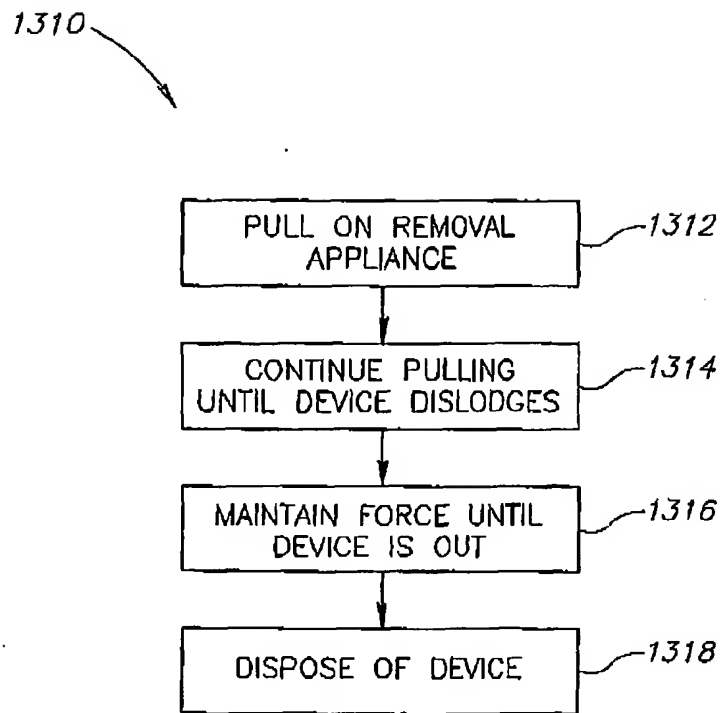 1310
PULL ON REMOVAL
APPLIANCE
1312
CONTINUE PULLING
UNTIL DEVICE DISLODGES
1314
MAINTAIN FORCE UNTIL
DEVICE IS OUT
1316
DISPOSE OF DEVICE
1318